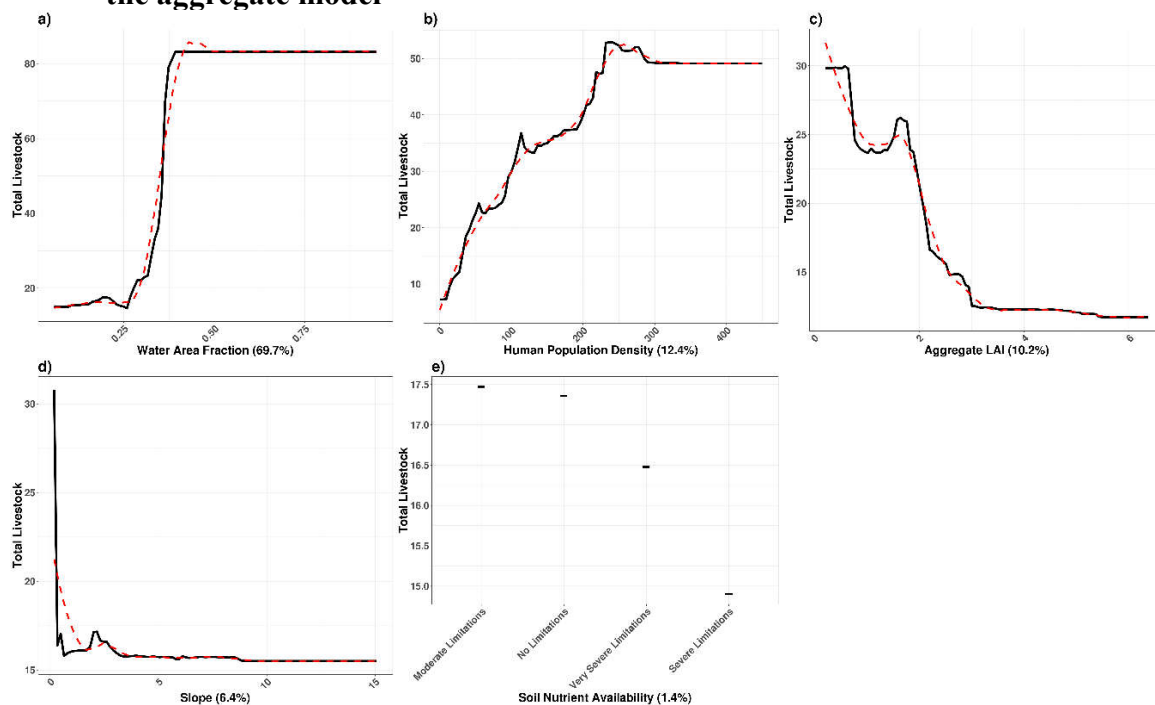 the aggregate model
a)
Total Livestock
80
60
40
20
0.25
0.50
0.75
Water Area Fraction (69.7%)
b)
Total Livestock
50
40
30
20
10
0
100
200
300
400
Human Population Density (12.4%)
c)
Total Livestock
30
25
20
15
0
2
4
6
Aggregate LAI (10.2%)
d)
Total Livestock
30
25
20
15
0
5
10
15
Slope (6.4%)
e)
Total Livestock
17.5
17.0
16.5
16.0
15.5
15.0
Moderate Limitations
No Limitations
Very Severe Limitations
Severe Limitations
Soil Nutrient Availability (1.4%)